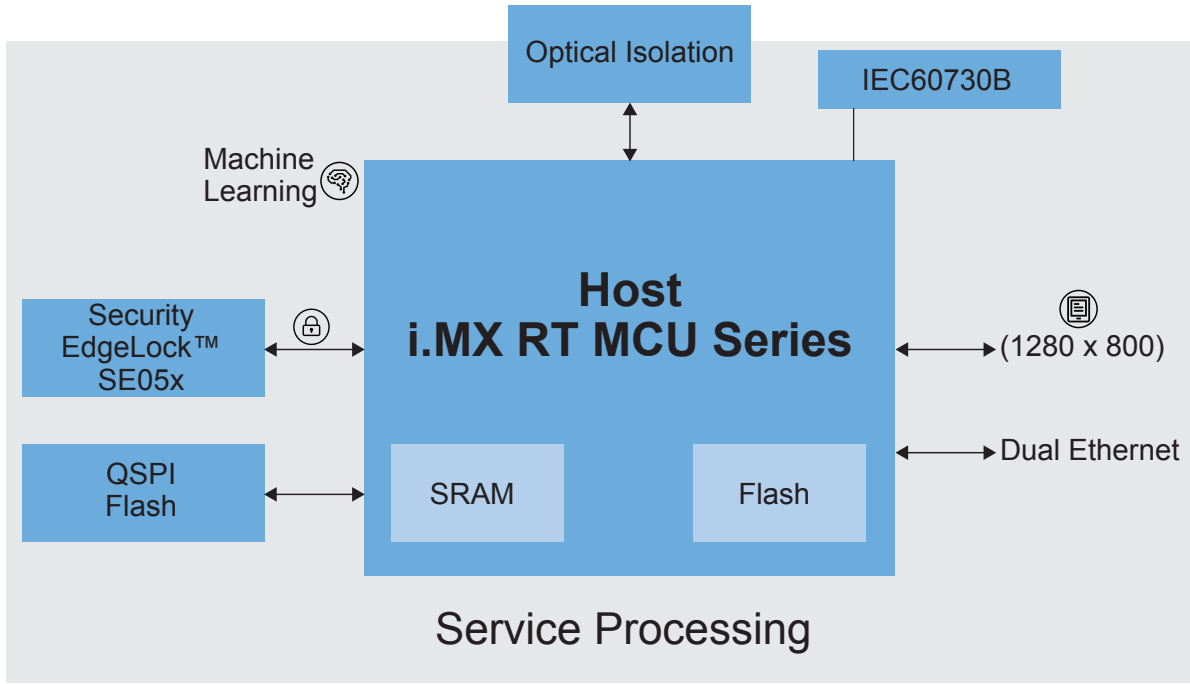 Optical Isolation
IEC60730B
Machine
Learning
Host
i.MX RT MCU Series
Security
EdgeLock™
SE05x
(1280 x 800)
Dual Ethernet
QSPI
Flash
SRAM
Flash
Service Processing